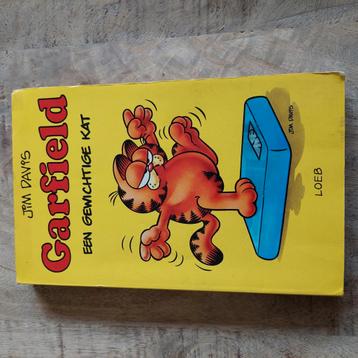 JIM DAVIS
Garfield
EEN GEWICHTIGE KAT
JIM DAVIS
LOEB